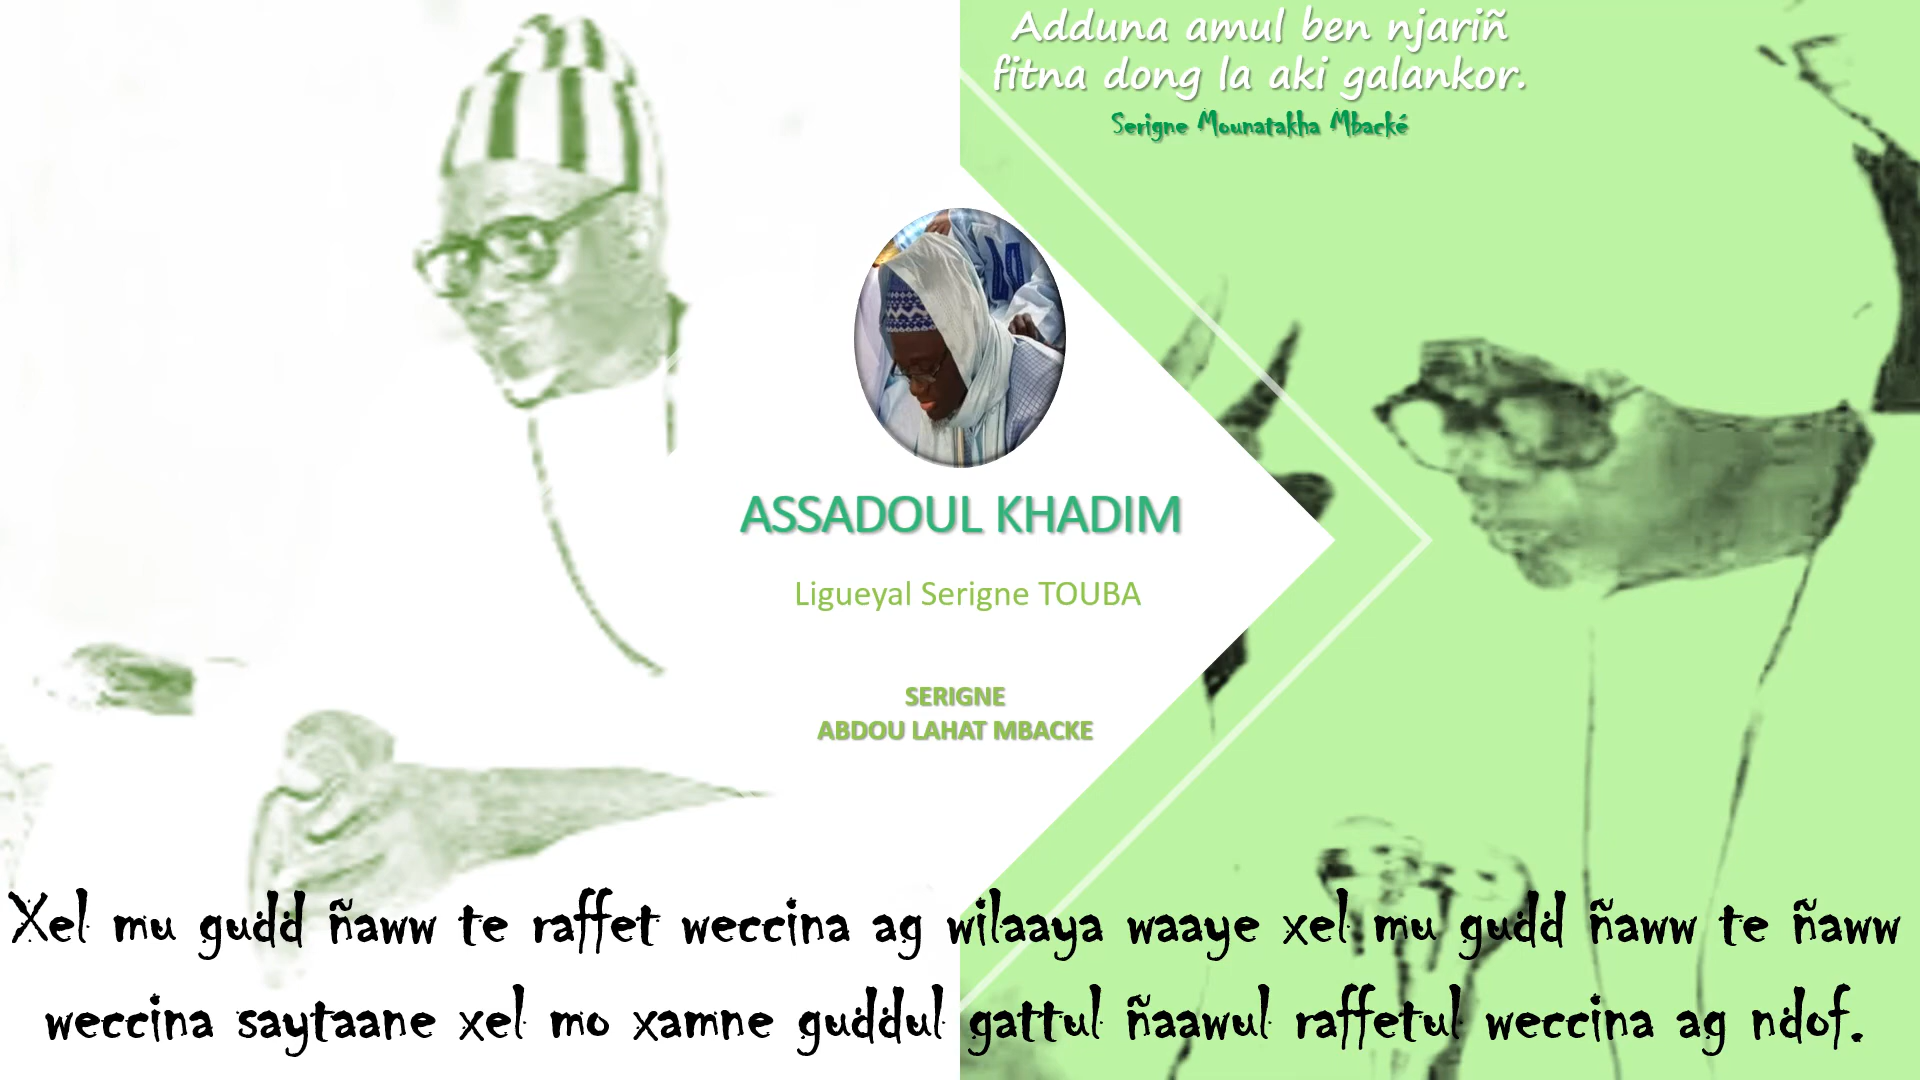 Adduna amul ben njariñ
fitna dong la aki galankor.
Serigne Mounatakha Mbacké
ASSADOUL KHADIM
Ligueyal Serigne TOUBA
SERIGNE
ABDOU LAHAT MBACKE
Xel mu gudd ñaww te raffet weccina ag wilaaya waaye xel mu gudd ñaww te ñaww
weccina saytaane xel mo xamne guddul gattul ñaawul raffetul weccina ag ndof.